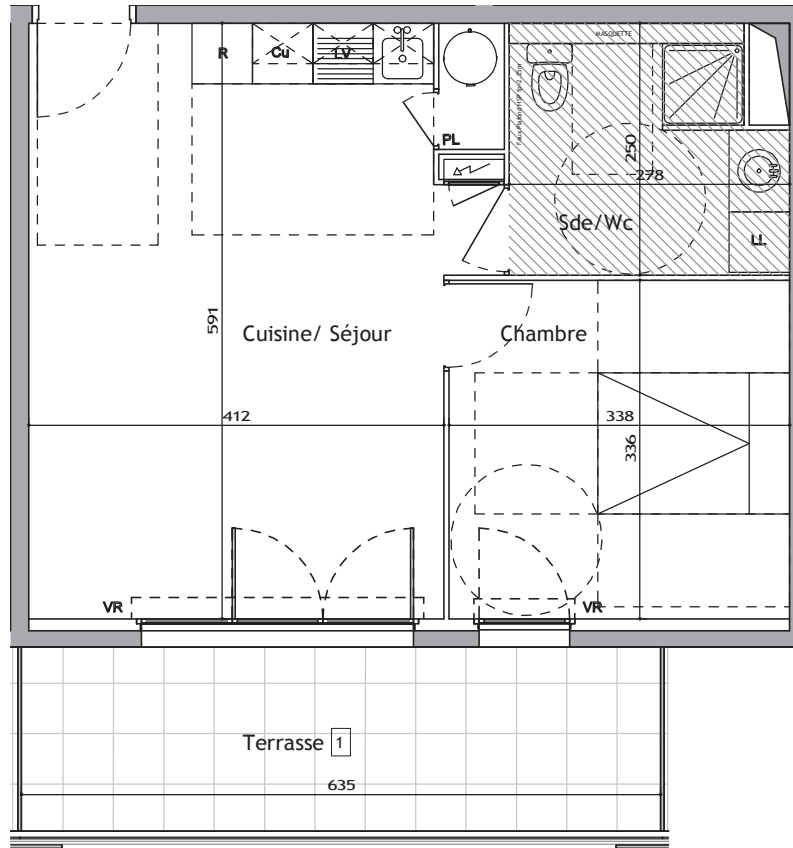 R
Cu
LV
MASQUETTE
PL
250
278
Sde/Wc
LL
591
Cuisine/ Séjour
Chambre
412
338
336
VR
VR
Terrasse 1
635